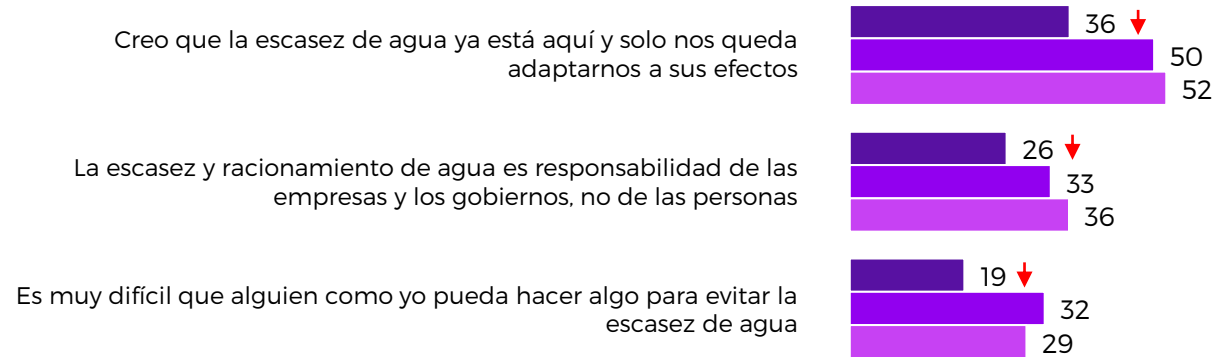 Creo que la escasez de agua ya está aquí y solo nos queda
adaptarnos a sus efectos
36
50
52
La escasez y racionamiento de agua es responsabilidad de las
empresas y los gobiernos, no de las personas
26
33
36
Es muy difícil que alguien como yo pueda hacer algo para evitar la
escasez de agua
19
32
29